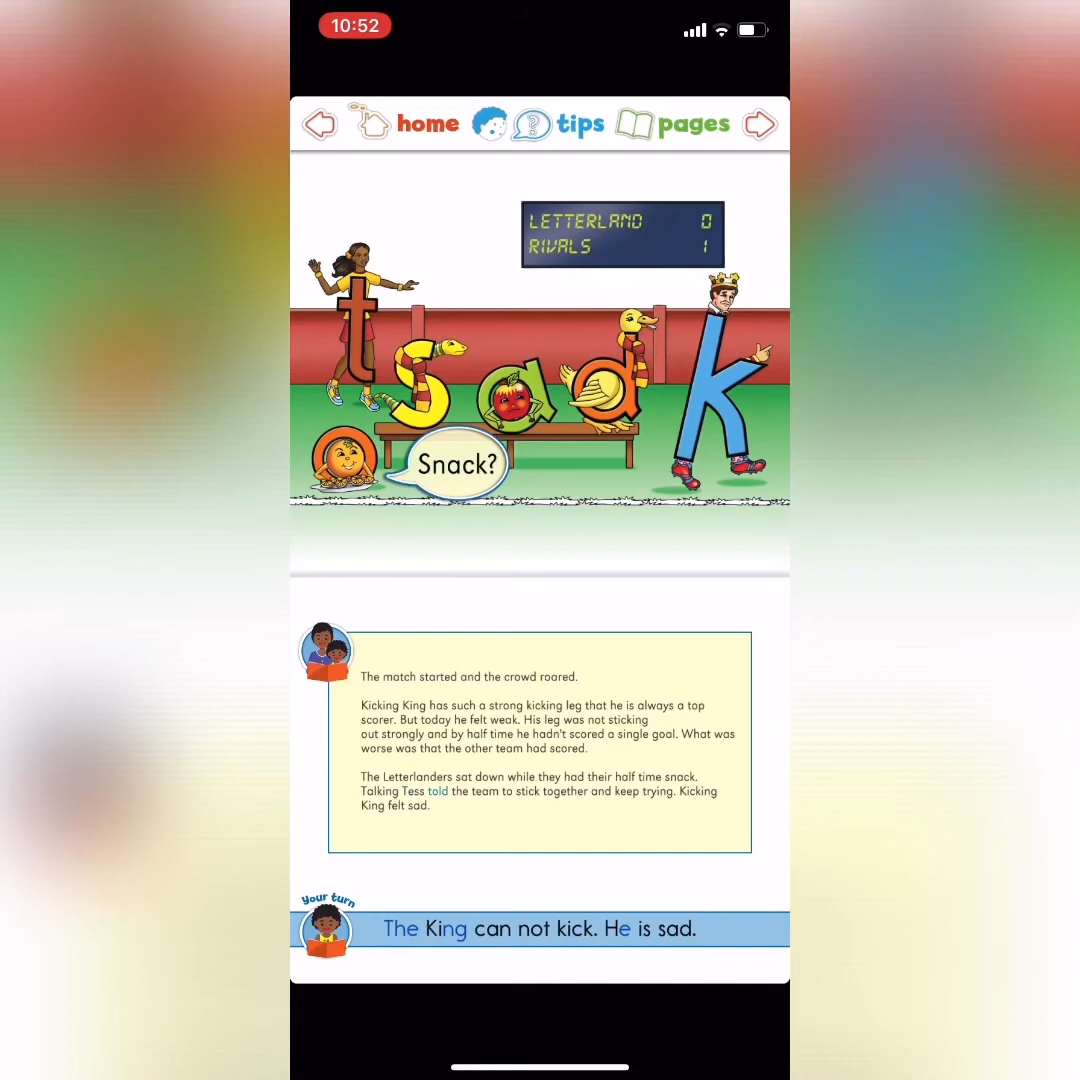 10:52
home tips pages
LETTERLAND 0
RIVALS 1
t s a d k
Snack?
The match started and the crowd roared.
Kicking King has such a strong kicking leg that he is always a top
scorer. But today he felt weak. His leg was not sticking
out strongly and by half time he hadn't scored a single goal. What was
worse was that the other team had scored.
The Letterlanders sat down while they had their half time snack.
Talking Tess told the team to stick together and keep trying. Kicking
King felt sad.
Your turn
The King can not kick. He is sad.